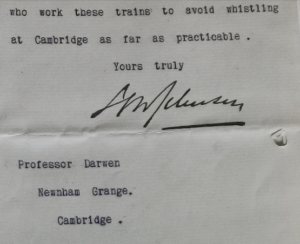 who work these trains to avoid whistling
at Cambridge as far as practicable .
Yours truly
Professor Darwen
Newnham Grange.
Cambridge .